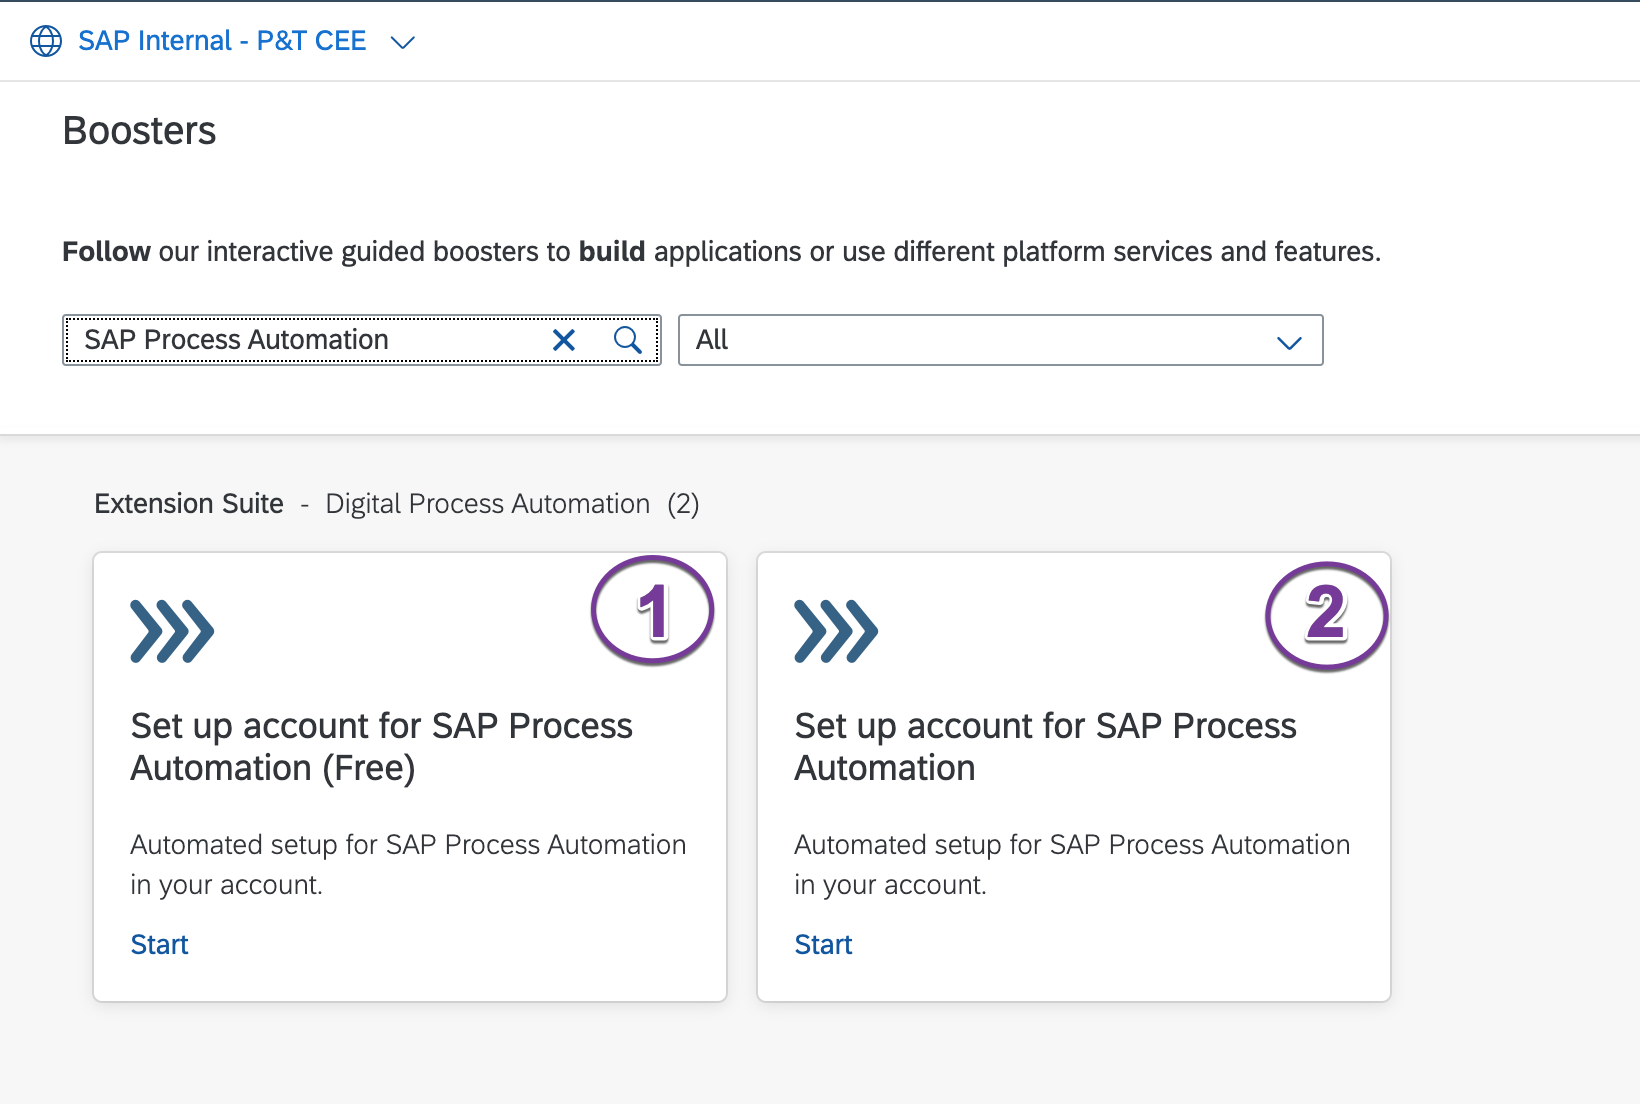 SAP Internal - P&T CEE
Boosters
Follow our interactive guided boosters to build applications or use different platform services and features.
SAP Process Automation
All
Extension Suite - Digital Process Automation (2)
1
Set up account for SAP Process
Automation (Free)
Automated setup for SAP Process Automation
in your account.
Start
2
Set up account for SAP Process
Automation
Automated setup for SAP Process Automation
in your account.
Start